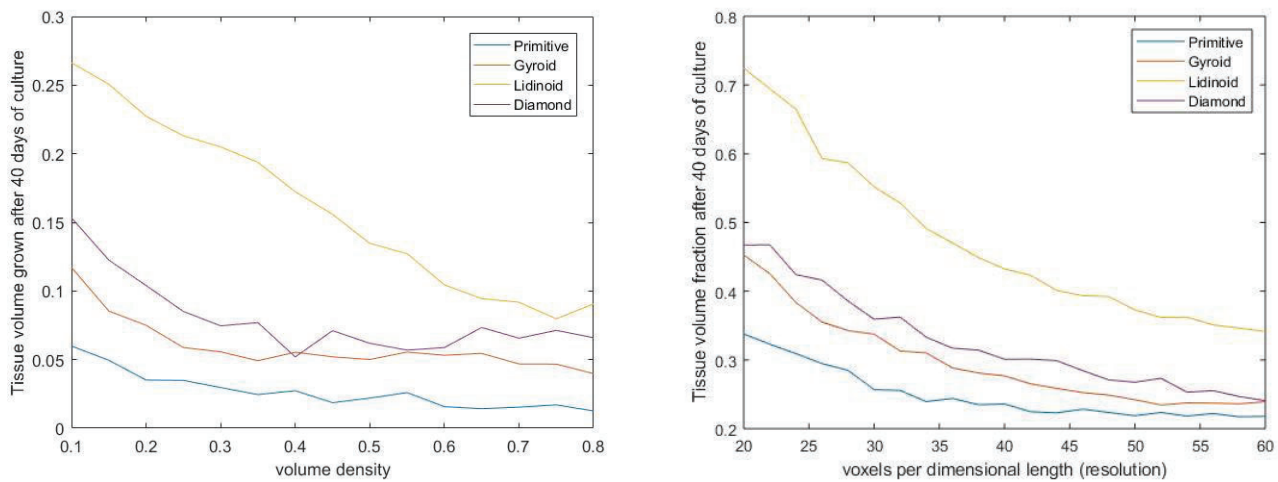 Tissue volume grown after 40 days of culture
0.3
0.25
0.2
0.15
0.1
0.05
0
0.1 0.2 0.3 0.4 0.5 0.6 0.7 0.8
volume density
Primitive
Gyroid
Lidinoid
Diamond
Tissue volume fraction after 40 days of culture
0.8
0.7
0.6
0.5
0.4
0.3
0.2
20 25 30 35 40 45 50 55 60
voxels per dimensional length (resolution)
Primitive
Gyroid
Lidinoid
Diamond